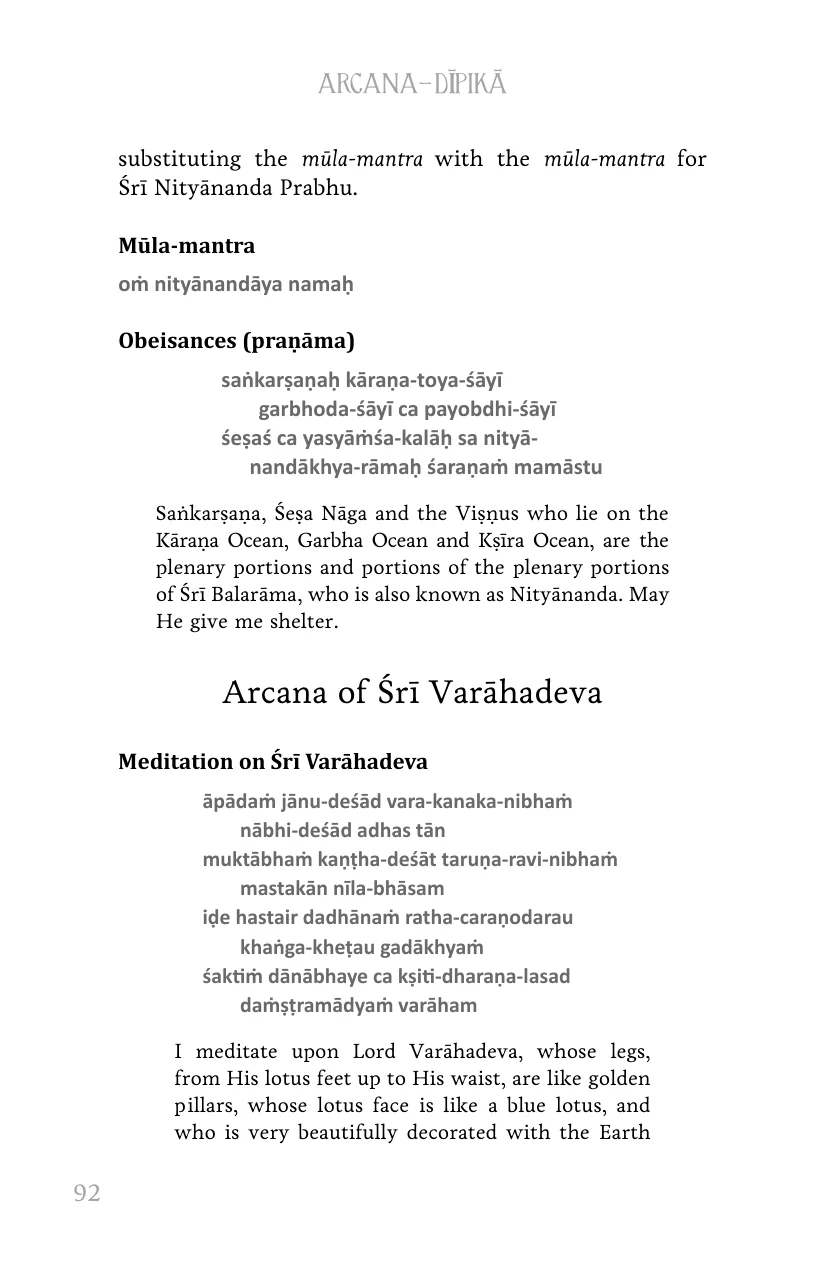 ARCANA–DĪPIKĀ
substituting the mūla-mantra with the mūla-mantra for
Śrī Nityānanda Prabhu.
Mūla-mantra
oṁ nityānandāya namaḥ
Obeisances (praṇāma)
saṅkarṣaṇaḥ kāraṇa-toya-śāyī
garbhoda-śāyī ca payobdhi-śāyī
śeṣaś ca yasyāṁśa-kalāḥ sa nityā-
nandākhya-rāmaḥ śaraṇaṁ mamāstu
Saṅkarṣaṇa, Śeṣa Nāga and the Viṣṇus who lie on the
Kāraṇa Ocean, Garbha Ocean and Kṣīra Ocean, are the
plenary portions and portions of the plenary portions
of Śrī Balarāma, who is also known as Nityānanda. May
He give me shelter.
Arcana of Śrī Varāhadeva
Meditation on Śrī Varāhadeva
āpādaṁ jānu-deśād vara-kanaka-nibhaṁ
nābhi-deśād adhas tān
muktābhaṁ kaṇṭha-deśāt taruṇa-ravi-nibhaṁ
mastakān nīla-bhāsam
iḍe hastair dadhānaṁ ratha-caraṇodarau
khaṅga-kheṭau gadākhyaṁ
śaktiṁ dānābhaye ca kṣiti-dharaṇa-lasad
daṁṣṭramādyaṁ varāham
I meditate upon Lord Varāhadeva, whose legs,
from His lotus feet up to His waist, are like golden
pillars, whose lotus face is like a blue lotus, and
who is very beautifully decorated with the Earth
92